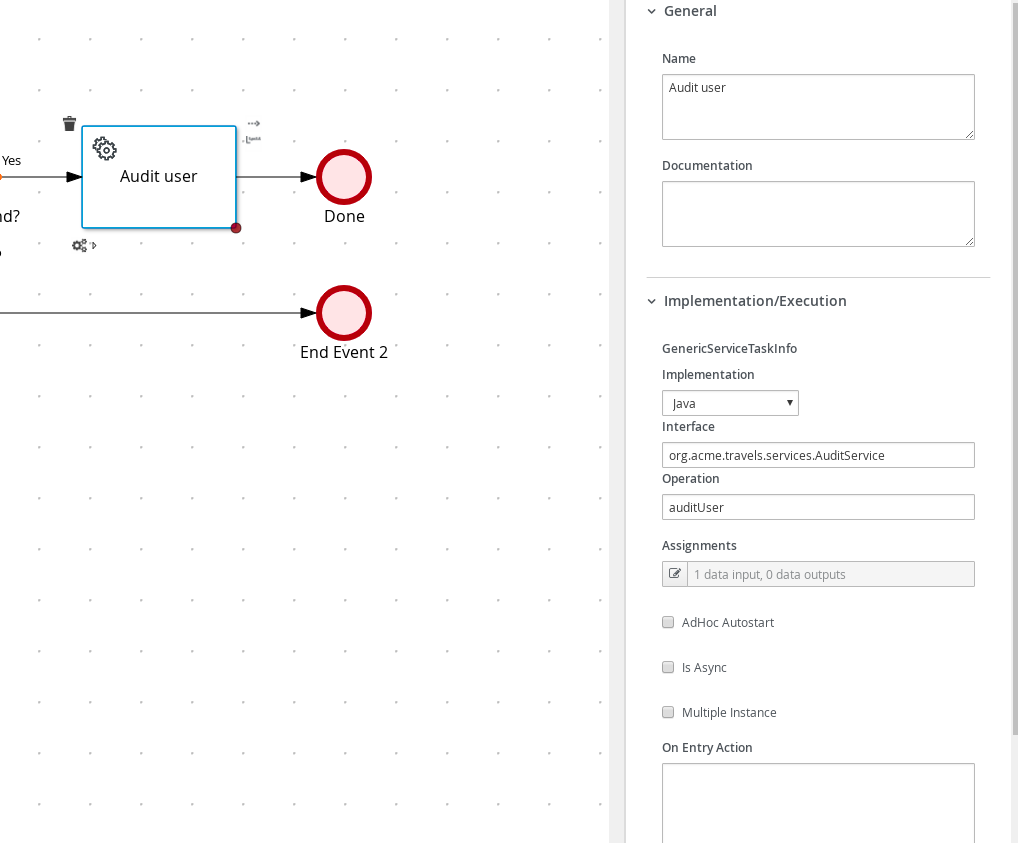 Yes
Audit user
nd?
Done
End Event 2
General
Name
Audit user
Documentation
Implementation/Execution
GenericServiceTaskInfo
Implementation
Java
Interface
org.acme.travels.services.AuditService
Operation
auditUser
Assignments
1 data input, 0 data outputs
AdHoc Autostart
Is Async
Multiple Instance
On Entry Action